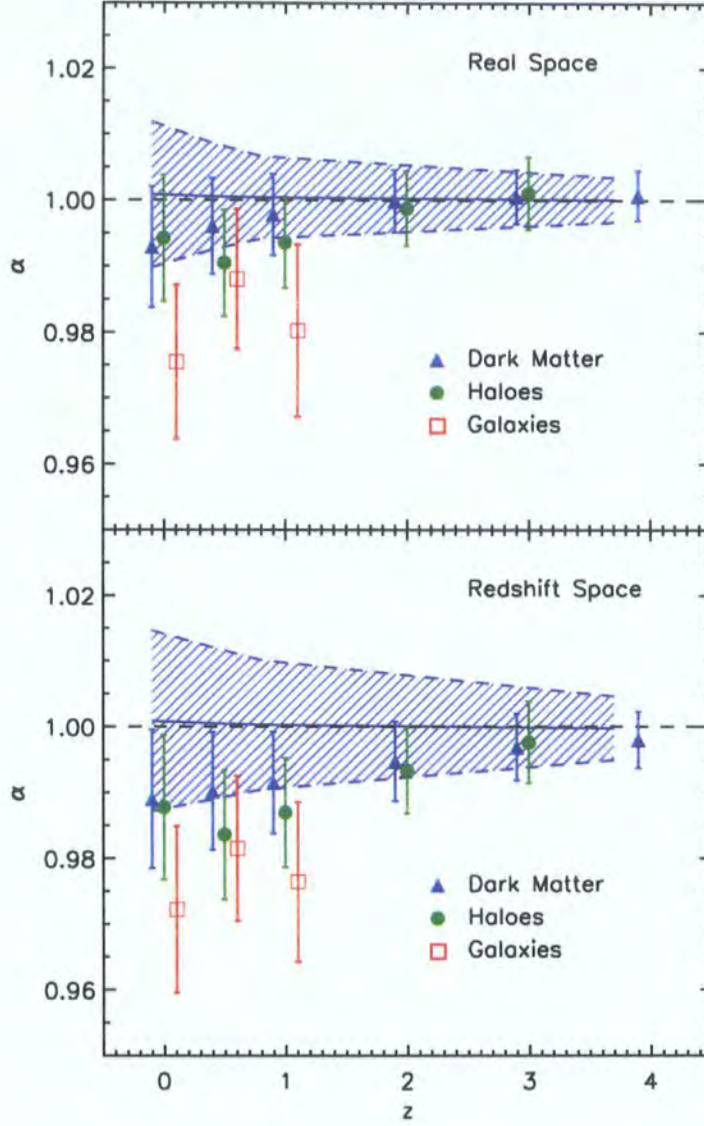 Real Space
1.02
1.00
0.98
0.96
α
Dark Matter
Haloes
Galaxies
Redshift Space
1.02
1.00
0.98
0.96
α
Dark Matter
Haloes
Galaxies
0 1 2 3 4
z